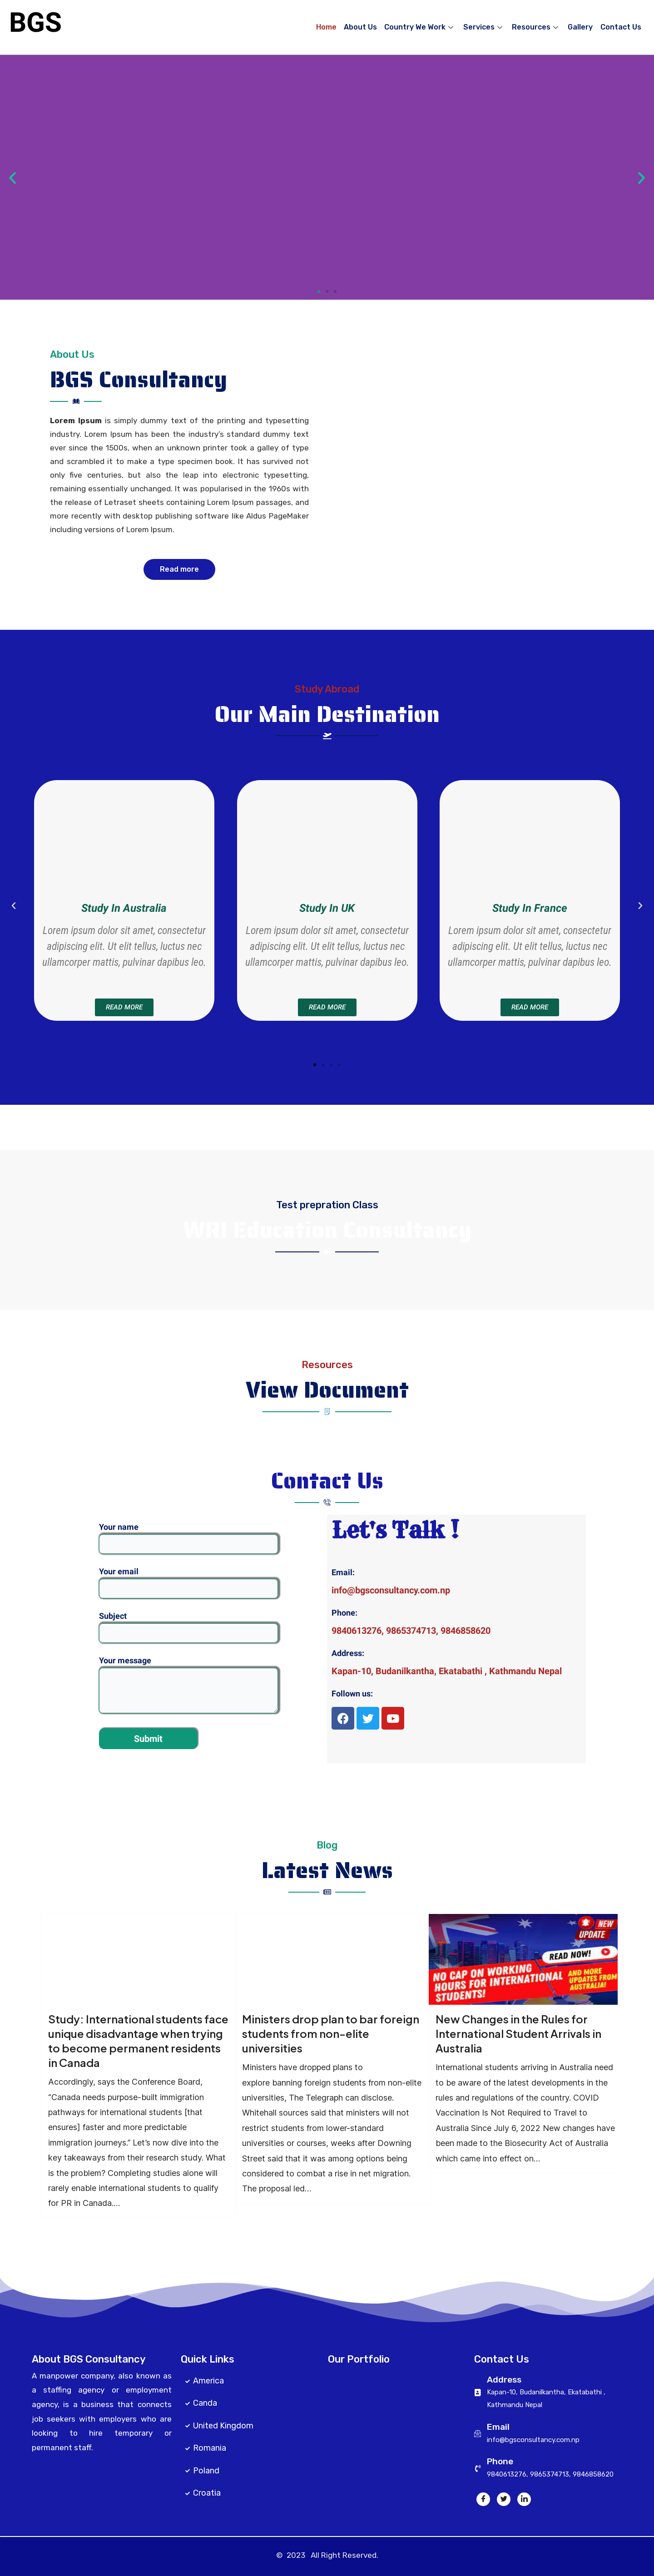 BGS
Home About Us Country We Work Services Resources Gallery Contact Us
About Us
BGS Consultancy
Lorem Ipsum is simply dummy text of the printing and typesetting
industry. Lorem Ipsum has been the industry's standard dummy text
ever since the 1500s, when an unknown printer took a galley of type
and scrambled it to make a type specimen book. It has survived not
only five centuries, but also the leap into electronic typesetting,
remaining essentially unchanged. It was popularised in the 1960s with
the release of Letraset sheets containing Lorem Ipsum passages, and
more recently with desktop publishing software like Aldus PageMaker
including versions of Lorem Ipsum.
Read more
Study Abroad
Our Main Destination
Study In Australia
Lorem ipsum dolor sit amet, consectetur
adipiscing elit. Ut elit tellus, luctus nec
ullamcorper mattis, pulvinar dapibus leo.
READ MORE
Study In UK
Lorem ipsum dolor sit amet, consectetur
adipiscing elit. Ut elit tellus, luctus nec
ullamcorper mattis, pulvinar dapibus leo.
READ MORE
Study In France
Lorem ipsum dolor sit amet, consectetur
adipiscing elit. Ut elit tellus, luctus nec
ullamcorper mattis, pulvinar dapibus leo.
READ MORE
Test prepration Class
WRI Education Consultancy
Resources
View Document
Contact Us
Your name
Your email
Subject
Your message
Submit
Let's Talk !
Email:
info@bgsconsultancy.com.np
Phone:
9840613276, 9865374713, 9846858620
Address:
Kapan-10, Budanilkantha, Ekatabathi , Kathmandu Nepal
Follown us:
Blog
Latest News
Study: International students face
unique disadvantage when trying
to become permanent residents
in Canada
Accordingly, says the Conference Board,
"Canada needs purpose-built immigration
pathways for international students [that
ensures] faster and more predictable
immigration journeys." Let's now dive into the
key takeaways from their research study. What
is the problem? Completing studies alone will
rarely enable international students to qualify
for PR in Canada....
Ministers drop plan to bar foreign
students from non-elite
universities
Ministers have dropped plans to
explore banning foreign students from non-elite
universities, The Telegraph can disclose.
Whitehall sources said that ministers will not
restrict students from lower-standard
universities or courses, weeks after Downing
Street said that it was among options being
considered to combat a rise in net migration.
The proposal led...
NEW
UPDATE
READ NOW!
NO CAP ON WORKING
HOURS FOR INTERNATIONAL
STUDENTS!
AND MORE
UPDATES FROM
AUSTRALIA!
New Changes in the Rules for
International Student Arrivals in
Australia
International students arriving in Australia need
to be aware of the latest developments in the
rules and regulations of the country. COVID
Vaccination Is Not Required to Travel to
Australia Since July 6, 2022 New changes have
been made to the Biosecurity Act of Australia
which came into effect on...
About BGS Consultancy
A manpower company, also known as
a staffing agency or employment
agency, is a business that connects
job seekers with employers who are
looking to hire temporary or
permanent staff.
Quick Links
America
Canda
United Kingdom
Romania
Poland
Croatia
Our Portfolio
Contact Us
Address
Kapan-10, Budanilkantha, Ekatabathi ,
Kathmandu Nepal
Email
info@bgsconsultancy.com.np
Phone
9840613276, 9865374713, 9846858620
© 2023 All Right Reserved.